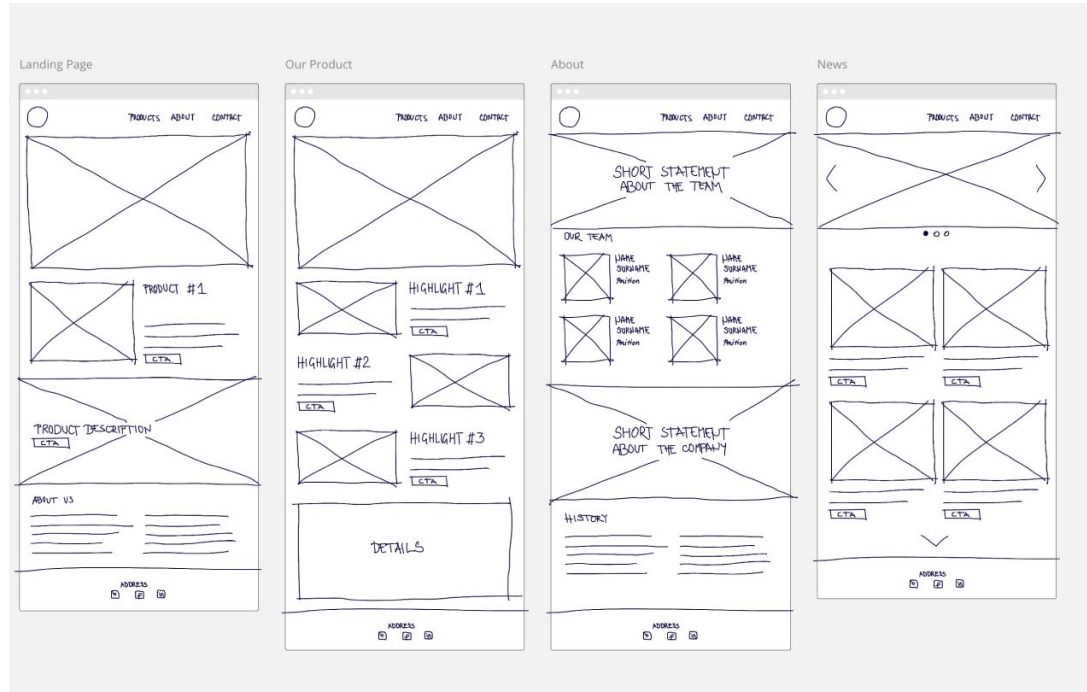 Landing Page
PRODUCTS ABOUT CONTACT
PRODUCT #1
CTA
PRODUCT DESCRIPTION
CTA
ABOUT US
ADDRESS
Our Product
PRODUCTS ABOUT CONTACT
HIGHLIGHT #1
CTA
HIGHLIGHT #2
CTA
HIGHLIGHT #3
CTA
DETAILS
ADDRESS
About
PRODUCTS ABOUT CONTACT
SHORT STATEMENT
ABOUT THE TEAM
OUR TEAM
NAME
SURNAME
Position
NAME
SURNAME
Position
NAME
SURNAME
Position
NAME
SURNAME
Position
SHORT STATEMENT
ABOUT THE COMPANY
HISTORY
ADDRESS
News
PRODUCTS ABOUT CONTACT
CTA
CTA
CTA
CTA
ADDRESS